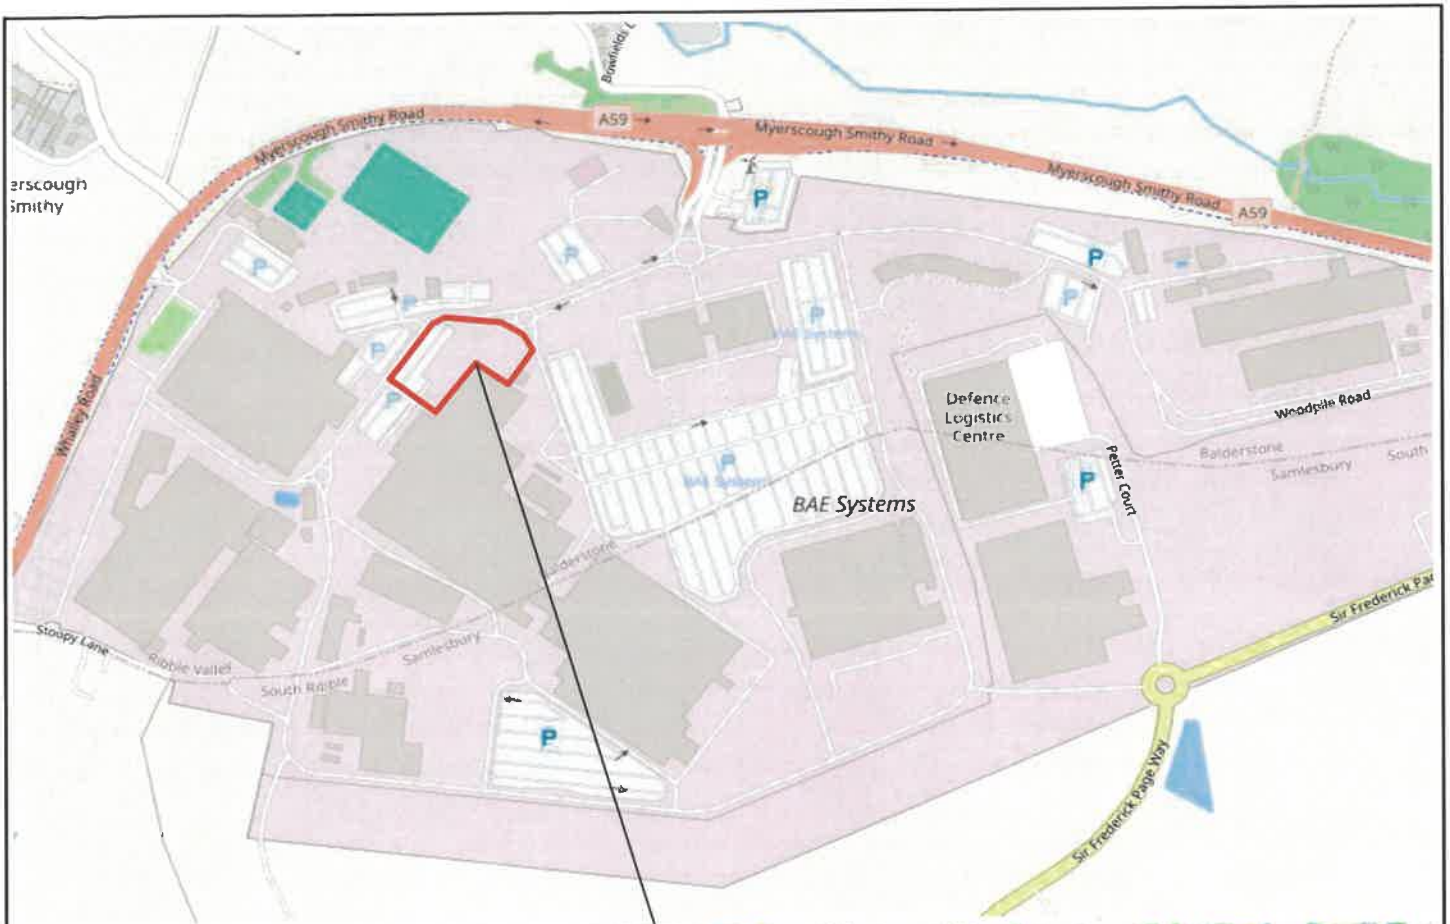 Bowfields L
A59
Myerscough Smithy Road
Myerscough Smithy Road
Myerscough Smithy Road
A59
erscough
Smithy
P
P
P
P
P
P
P
P
P
BAE Systems
P
Whalley Road
Defence
Logistics
Centre
Woodpile Road
Balderstone
Samlesbury
South
Petter Court
P
P
BAE Systems
BAE Systems
Balderstone
Sir Frederick Pa
Stoopy Lane
Ribble Valley
Samlesbury
South Ribble
P
Sir Frederick Page Way